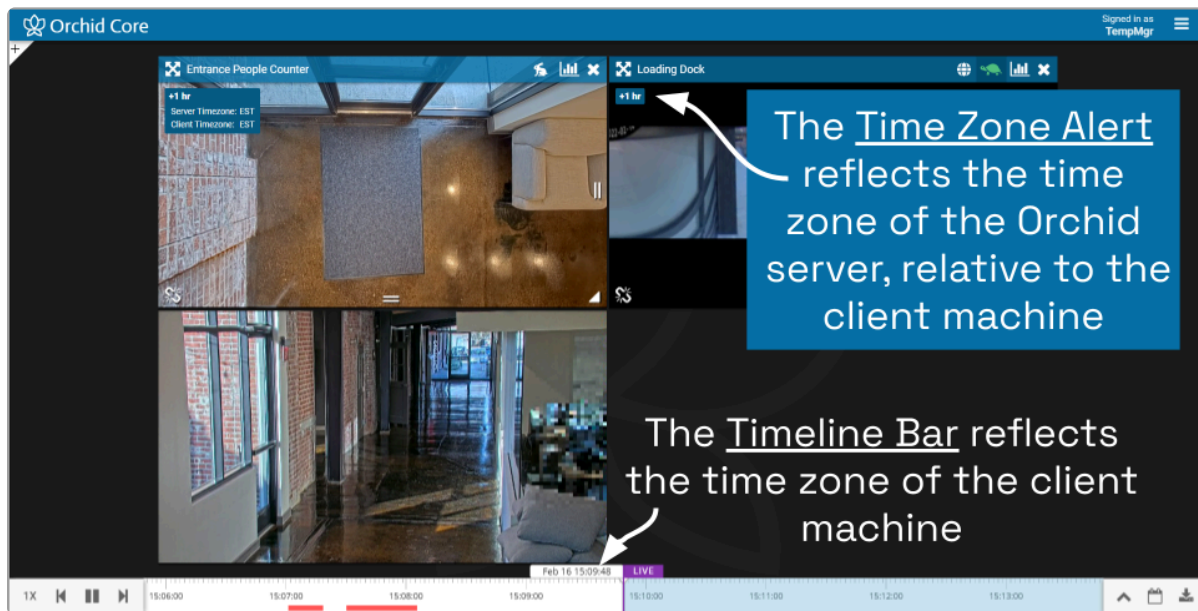 Orchid Core
Signed in as
TempMgr
+
Entrance People Counter
Loading Dock
+1 hr
Server Timezone: EST
Client Timezone: EST
+1 hr
The Time Zone Alert
reflects the time
zone of the Orchid
server, relative to the
client machine
The Timeline Bar reflects
the time zone of the client
machine
Feb 16 15:09:48
LIVE
1X
15:06:00
15:07:00
15:08:00
15:09:00
15:10:00
15:11:00
15:12:00
15:13:00